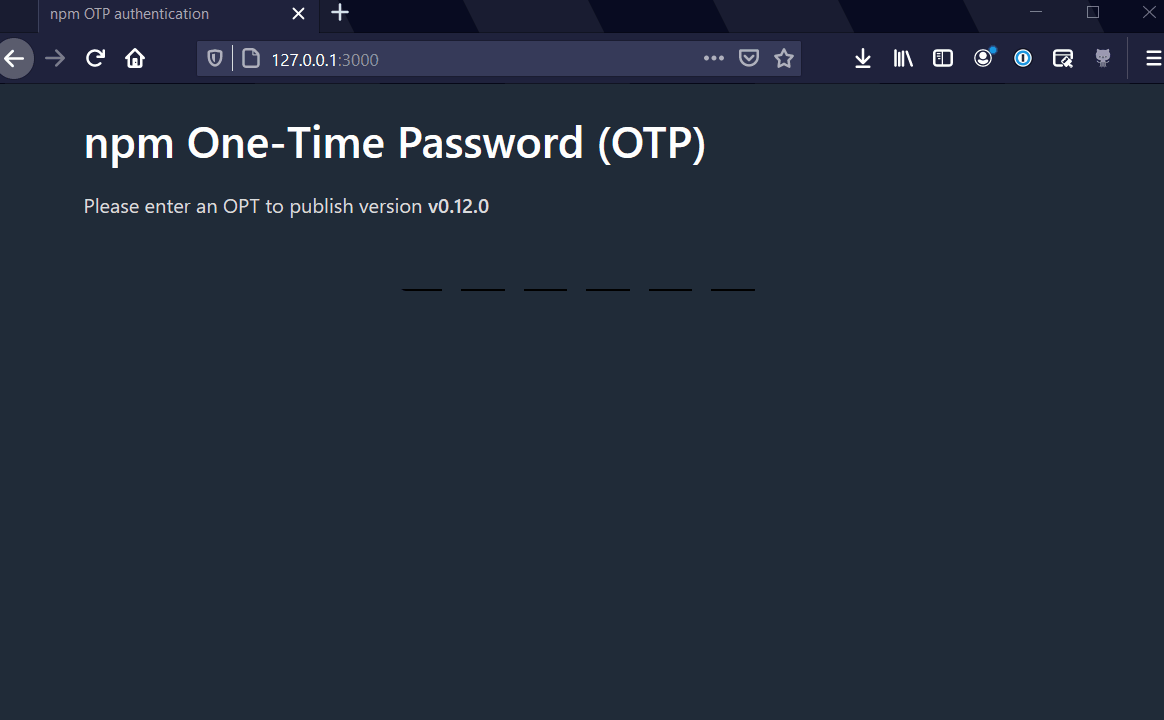 npm OTP authentication
127.0.0.1:3000
npm One-Time Password (OTP)
Please enter an OPT to publish version v0.12.0